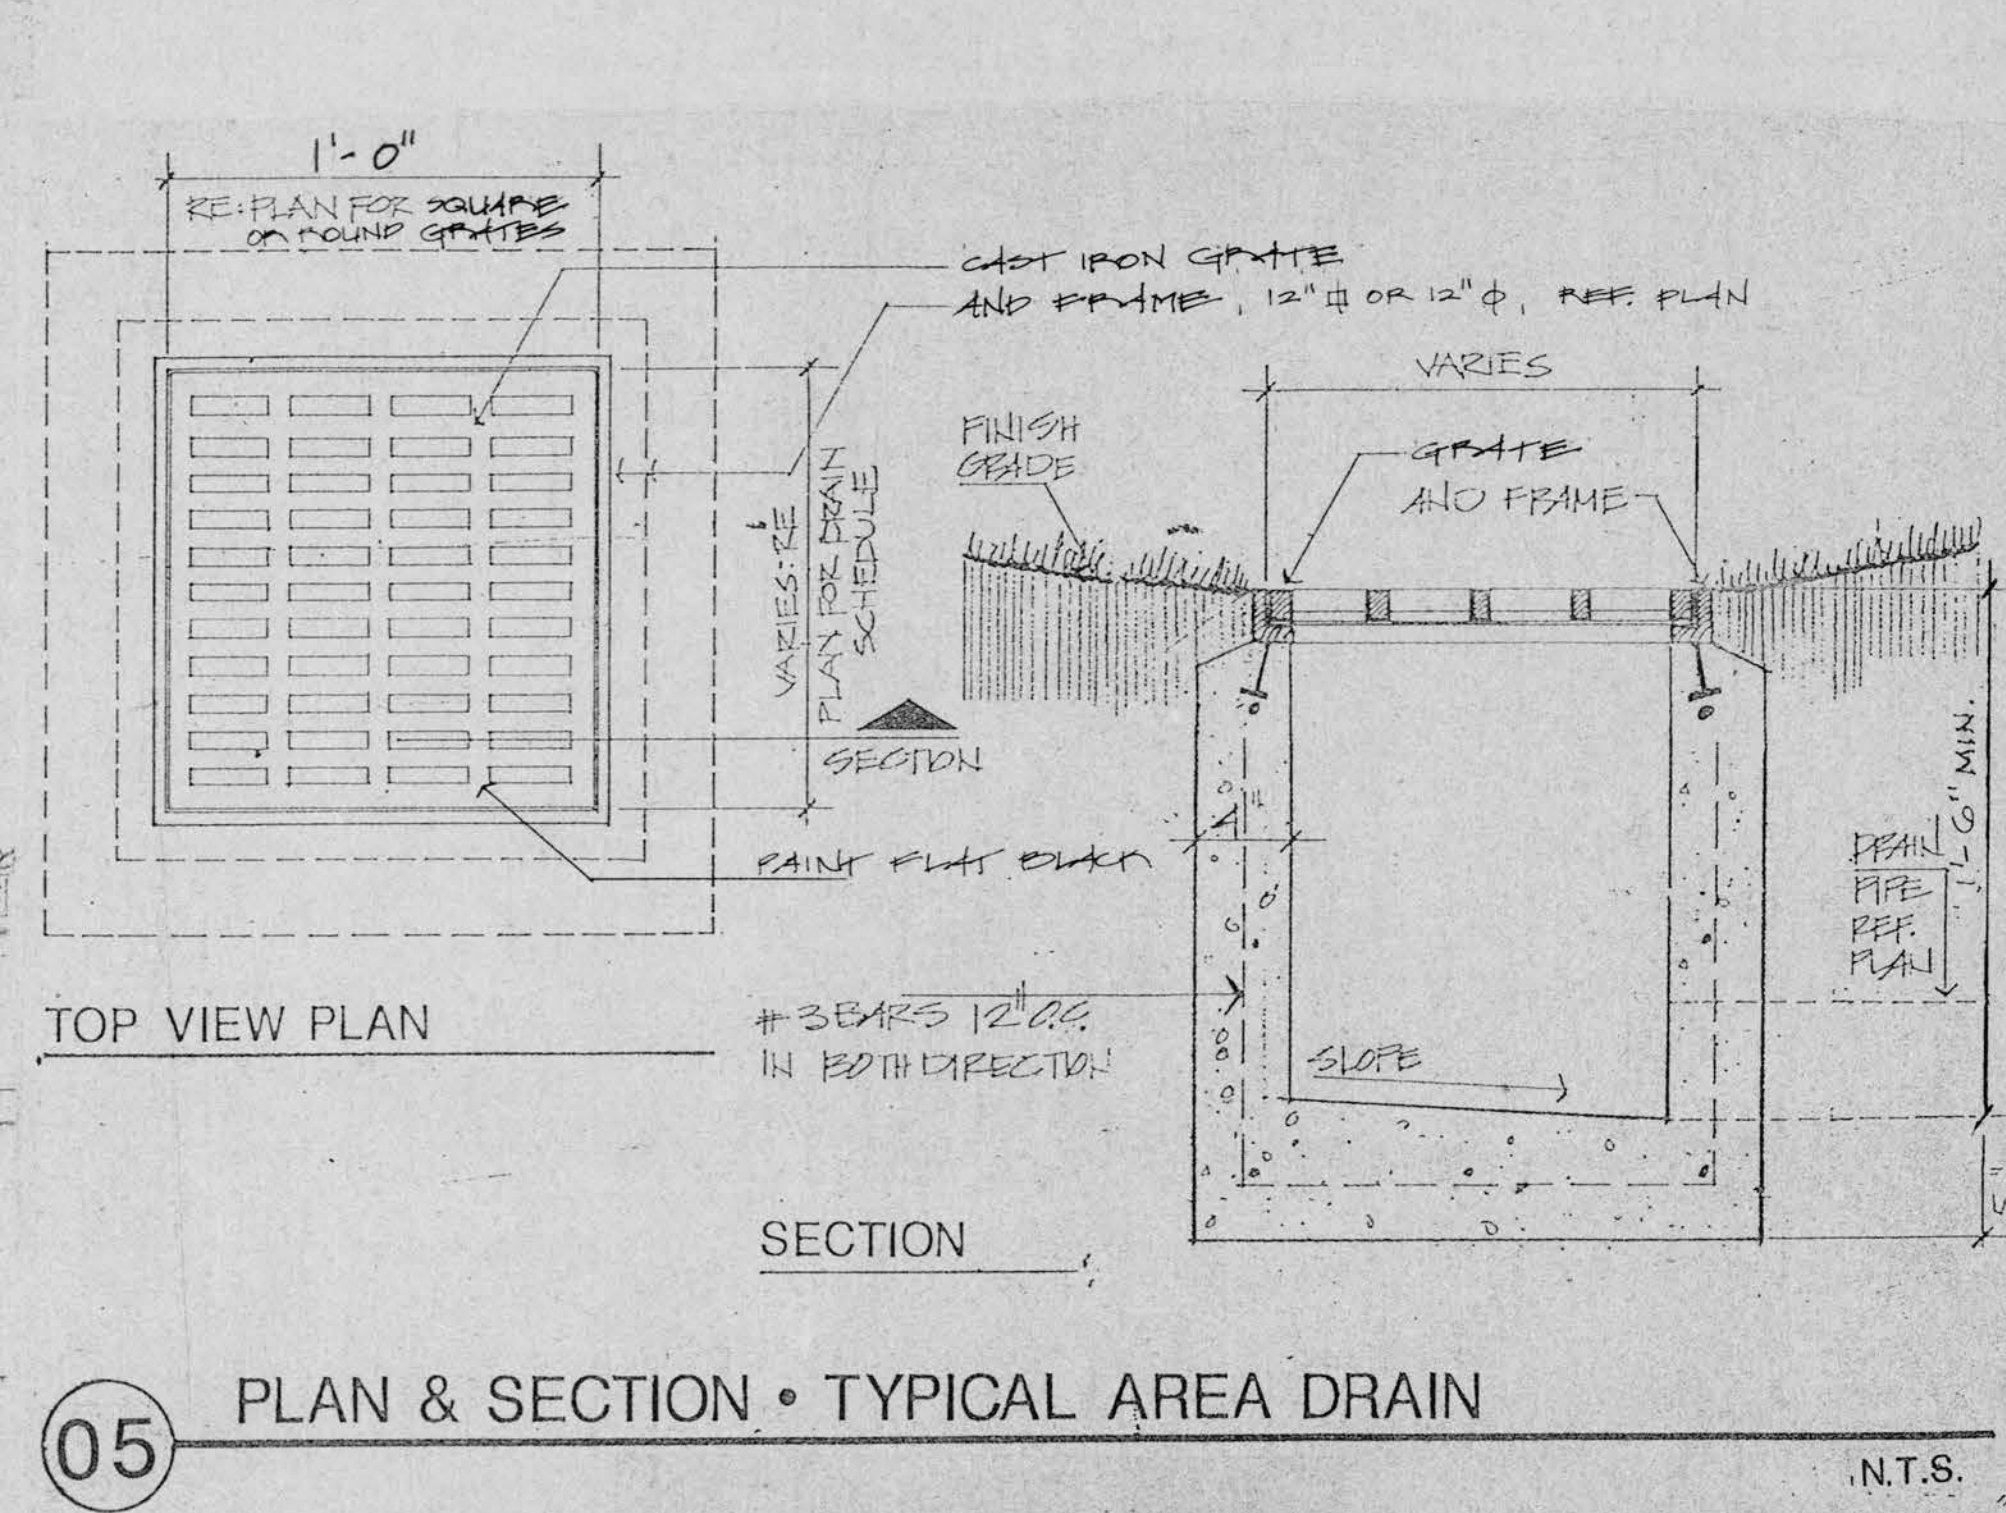 1'-0"
RE: PLAN FOR SQUARE
OR ROUND GRATES
CAST IRON GRATE
AND FRAME, 12" ⌗ OR 12" ϕ, REF. PLAN
VARIES: RE
PLAN FOR DRAIN
SCHEDULE
SECTION
PAINT FLAT BLACK
TOP VIEW PLAN
VARIES
FINISH
GRADE
GRATE
AND FRAME
4"
1'-6" MIN.
DRAIN
PIPE
REF.
PLAN
#3 BARS 12" O.C.
IN BOTH DIRECTION
SLOPE
SECTION
05
PLAN & SECTION • TYPICAL AREA DRAIN
N.T.S.